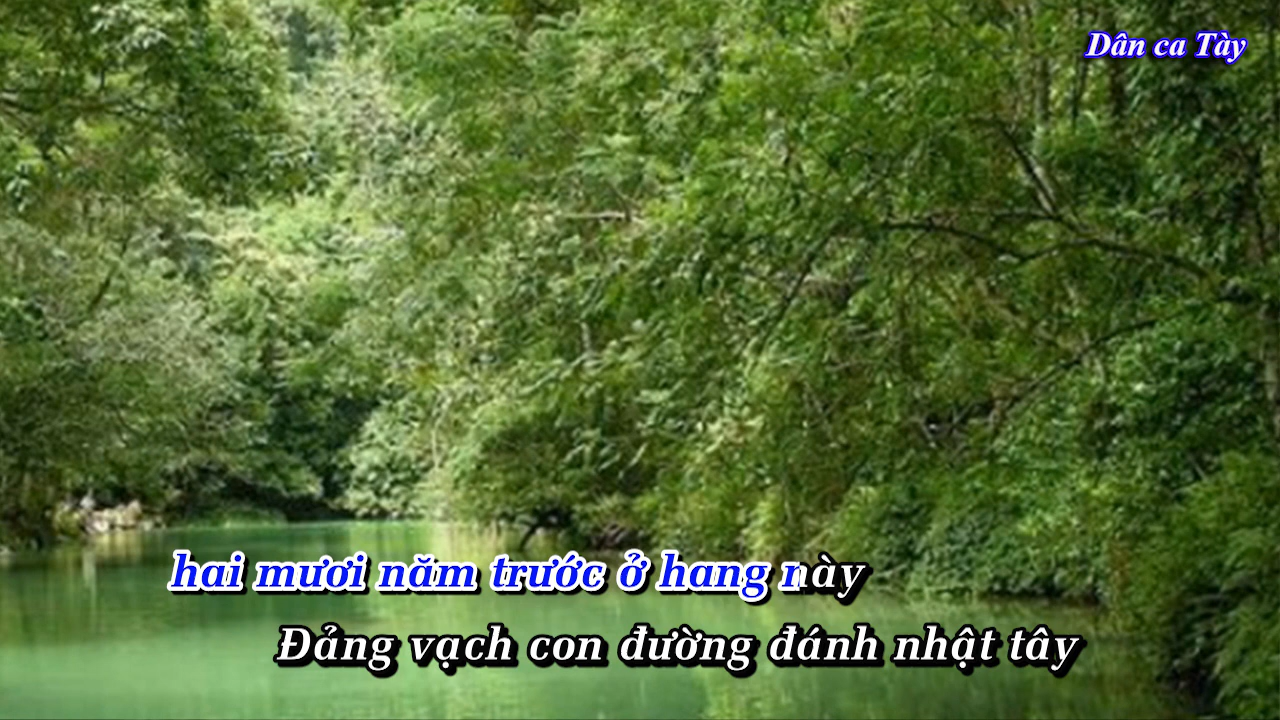 Dân ca Tày
hai mươi năm trước ở hang này
Đảng vạch con đường đánh nhật tây